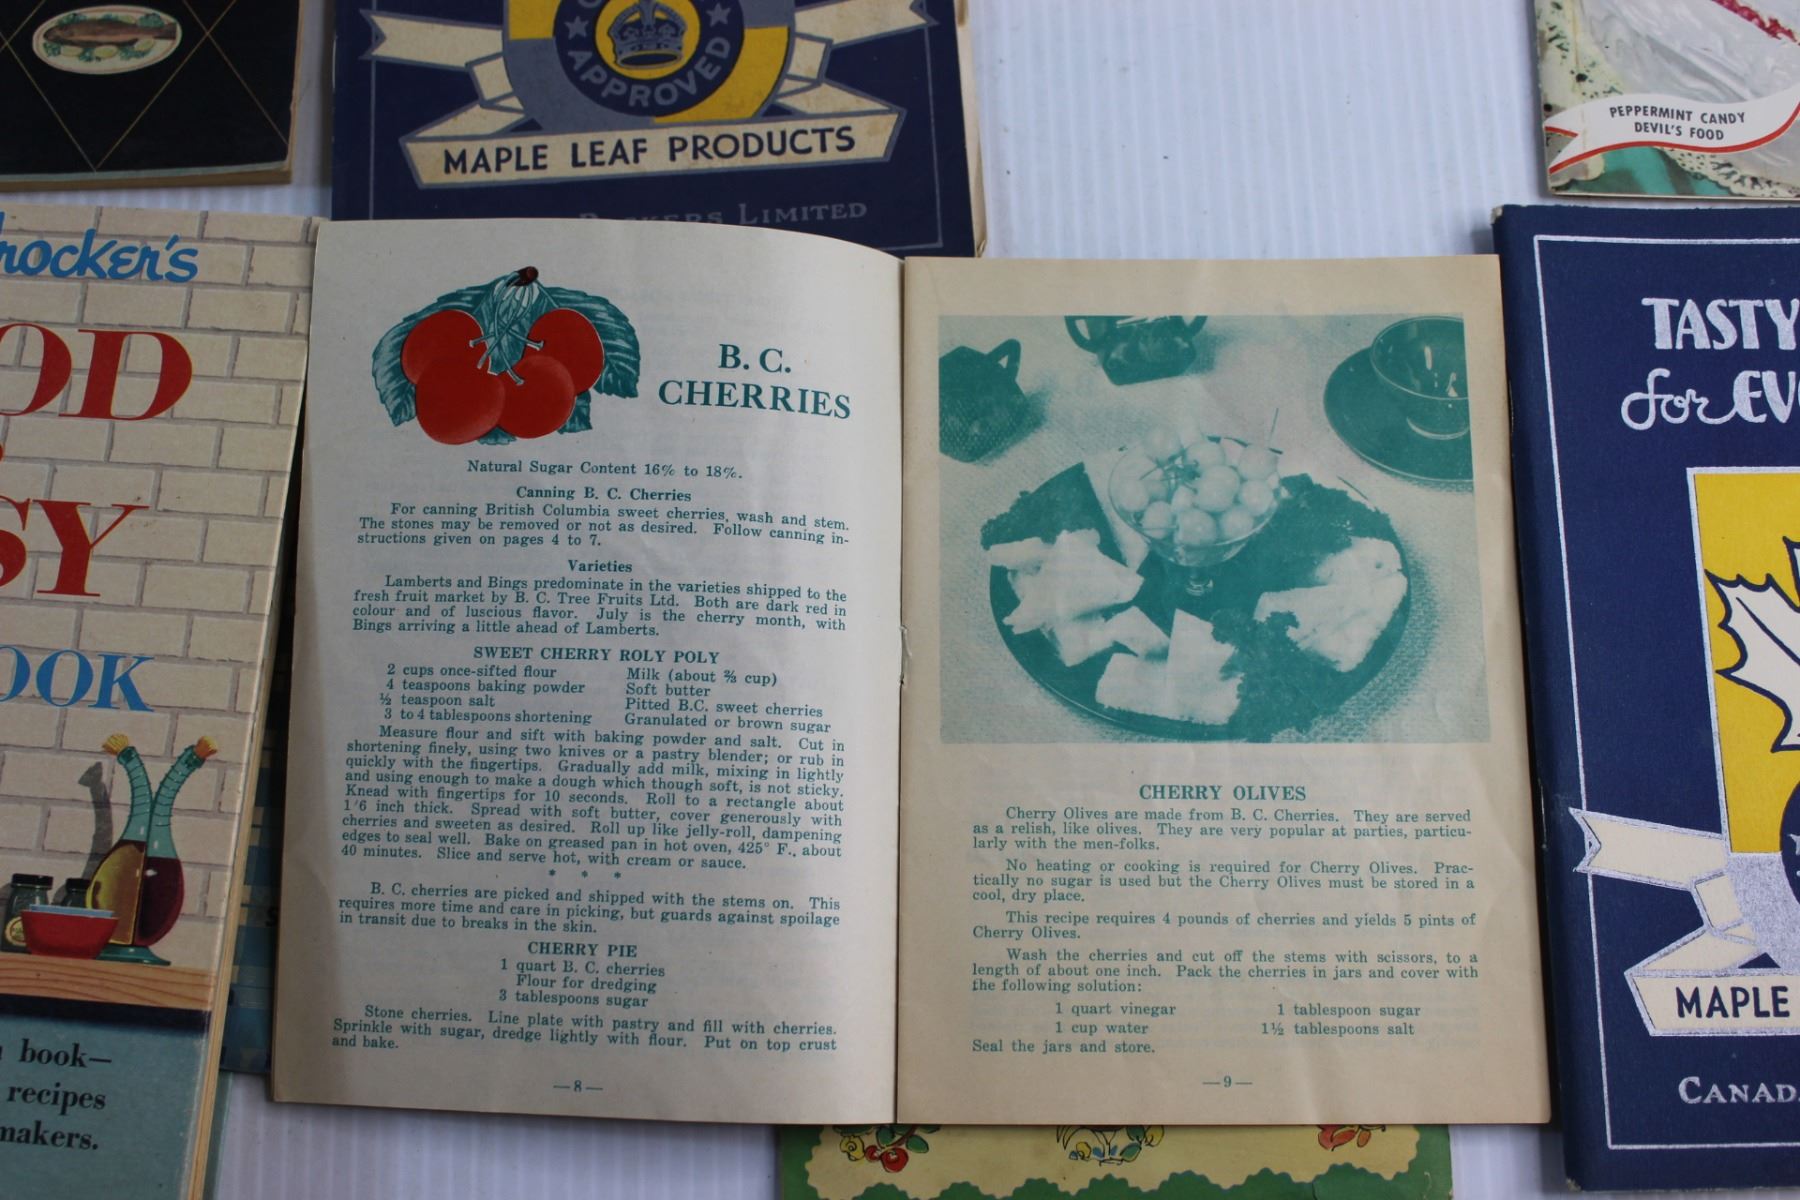 APPROVED
MAPLE LEAF PRODUCTS
LIMITED
PEPPERMINT CANDY
DEVIL'S FOOD
rocker's
OD
SY
OOK
book—
recipes
makers.
B. C.
CHERRIES
Natural Sugar Content 16% to 18%.
Canning B. C. Cherries
For canning British Columbia sweet cherries, wash and stem.
The stones may be removed or not as desired. Follow canning in-
structions given on pages 4 to 7.
Varieties
Lamberts and Bings predominate in the varieties shipped to the
fresh fruit market by B. C. Tree Fruits Ltd. Both are dark red in
colour and of luscious flavor. July is the cherry month, with
Bings arriving a little ahead of Lamberts.
SWEET CHERRY ROLY POLY
2 cups once-sifted flour
4 teaspoons baking powder
½ teaspoon salt
3 to 4 tablespoons shortening
Milk (about ⅔ cup)
Soft butter
Pitted B.C. sweet cherries
Granulated or brown sugar
Measure flour and sift with baking powder and salt. Cut in
shortening finely, using two knives or a pastry blender; or rub in
quickly with the fingertips. Gradually add milk, mixing in lightly
and using enough to make a dough which though soft, is not sticky.
Knead with fingertips for 10 seconds. Roll to a rectangle about
1/6 inch thick. Spread with soft butter, cover generously with
cherries and sweeten as desired. Roll up like jelly-roll, dampening
edges to seal well. Bake on greased pan in hot oven, 425° F., about
40 minutes. Slice and serve hot, with cream or sauce.
* * *
B. C. cherries are picked and shipped with the stems on. This
requires more time and care in picking, but guards against spoilage
in transit due to breaks in the skin.
CHERRY PIE
1 quart B. C. cherries
Flour for dredging
3 tablespoons sugar
Stone cherries. Line plate with pastry and fill with cherries.
Sprinkle with sugar, dredge lightly with flour. Put on top crust
and bake.
—8—
CHERRY OLIVES
Cherry Olives are made from B. C. Cherries. They are served
as a relish, like olives. They are very popular at parties, particu-
larly with the men-folks.
No heating or cooking is required for Cherry Olives. Prac-
tically no sugar is used but the Cherry Olives must be stored in a
cool, dry place.
This recipe requires 4 pounds of cherries and yields 5 pints of
Cherry Olives.
Wash the cherries and cut off the stems with scissors, to a
length of about one inch. Pack the cherries in jars and cover with
the following solution:
1 quart vinegar
1 cup water
1 tablespoon sugar
1½ tablespoons salt
Seal the jars and store.
—9—
TASTY
for EV
MAPLE
CANADA